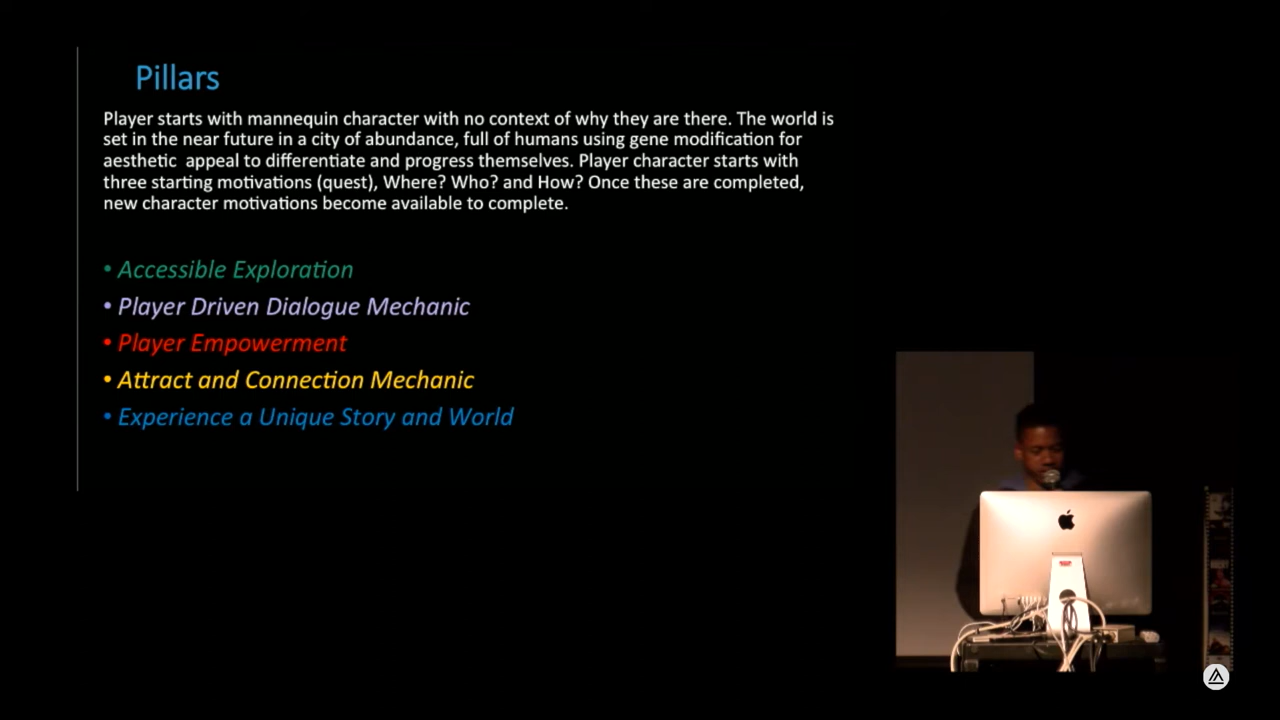 Pillars
Player starts with mannequin character with no context of why they are there. The world is
set in the near future in a city of abundance, full of humans using gene modification for
aesthetic  appeal to differentiate and progress themselves. Player character starts with
three starting motivations (quest), Where? Who? and How? Once these are completed,
new character motivations become available to complete.
• Accessible Exploration
• Player Driven Dialogue Mechanic
• Player Empowerment
• Attract and Connection Mechanic
• Experience a Unique Story and World